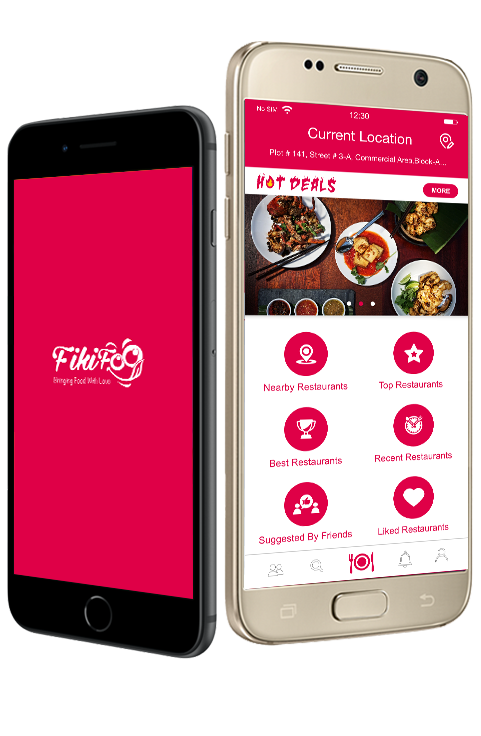 FikiFoo
Bringing Food With Love
No SIM
12:30
Current Location
Plot # 141, Street # 3-A, Commercial Area,Block-A...
HOT DEALS
MORE
Nearby Restaurants
Top Restaurants
Best Restaurants
Recent Restaurants
Suggested By Friends
Liked Restaurants